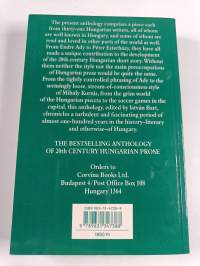 The present anthology comprises a piece each
from thirty-one Hungarian writers, all of whom
are well known in Hungary, and some of whom are
read and loved in other parts of the world as well.
From Endre Ady to Péter Esterházy, they have all
made a unique contribution to the development
of the 20th century Hungarian short story. Without
them neither the style nor the main preoccupations
of Hungarian prose would be quite the same.
From the tightly controlled phrasing of Ady to the
seemingly loose, stream-of-consciousness style
of Mihály Kornis, from the grim world
of the Hungarian puszta to the soccer games in the
capital, this anthology, edited by István Bart,
chronicles a turbulent and fascinating period of
almost one-hundred years in the history–literary
and otherwise–of Hungary.
THE BESTSELLING ANTHOLOGY
OF 20TH CENTURY HUNGARIAN PROSE
Orders to
Corvina Books Ltd.
Budapest 4/Post Office Box 108
Hungary 1364